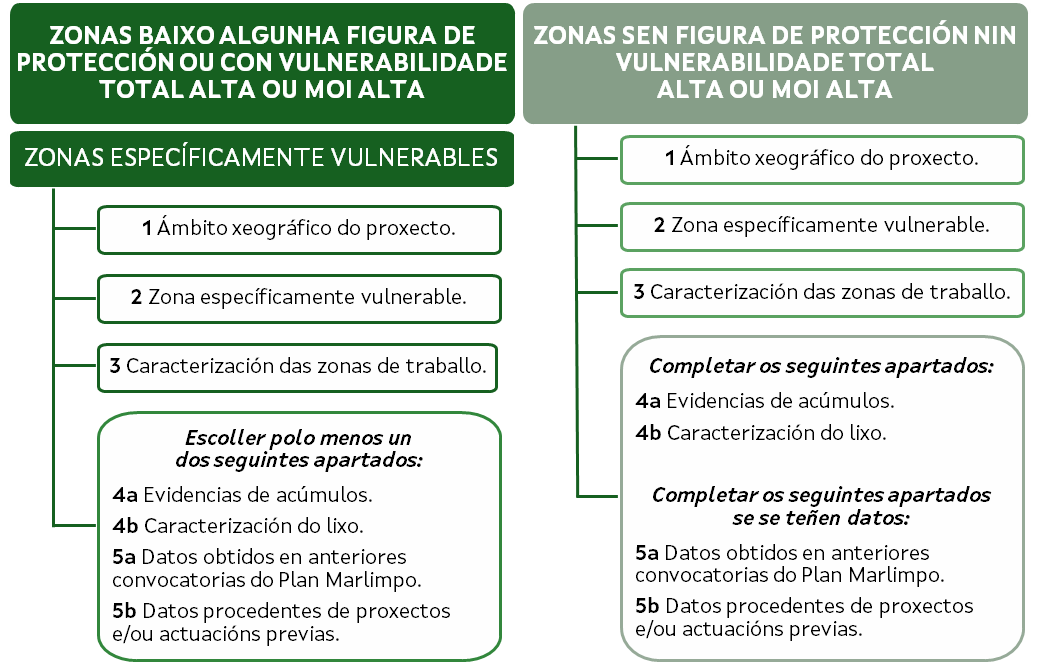 ZONAS BAIXO ALGUNHA FIGURA DE
PROTECCIÓN OU CON VULNERABILIDADE
TOTAL ALTA OU MOI ALTA
ZONAS ESPECÍFICAMENTE VULNERABLES
1 Ámbito xeográfico do proxecto.
2 Zona específicamente vulnerable.
3 Caracterización das zonas de traballo.
Escoller polo menos un
dos seguintes apartados:
4a Evidencias de acúmulos.
4b Caracterización do lixo.
5a Datos obtidos en anteriores
convocatorias do Plan Marlimpo.
5b Datos procedentes de proxectos
e/ou actuacións previas.
ZONAS SEN FIGURA DE PROTECCIÓN NIN
VULNERABILIDADE TOTAL
ALTA OU MOI ALTA
1 Ámbito xeográfico do proxecto.
2 Zona específicamente vulnerable.
3 Caracterización das zonas de traballo.
Completar os seguintes apartados:
4a Evidencias de acúmulos.
4b Caracterización do lixo.
Completar os seguintes apartados
se se teñen datos:
5a Datos obtidos en anteriores
convocatorias do Plan Marlimpo.
5b Datos procedentes de proxectos
e/ou actuacións previas.